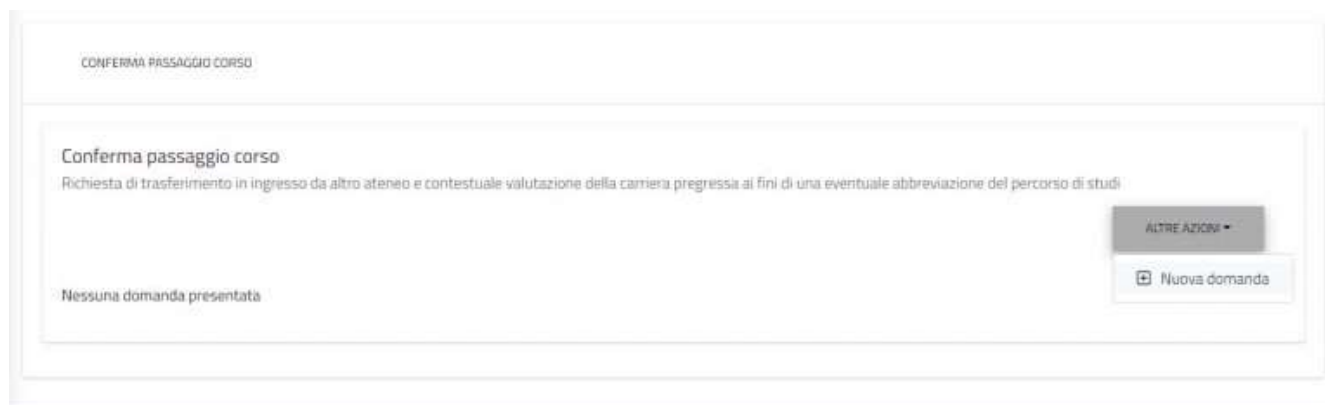 CONFERMA PASSAGGIO CORSO
Conferma passaggio corso
Richiesta di trasferimento in ingresso da altro ateneo e contestuale valutazione della carriera pregressa ai fini di una eventuale abbreviazione del percorso di studi
ALTRE AZIONI
Nuova domanda
Nessuna domanda presentata